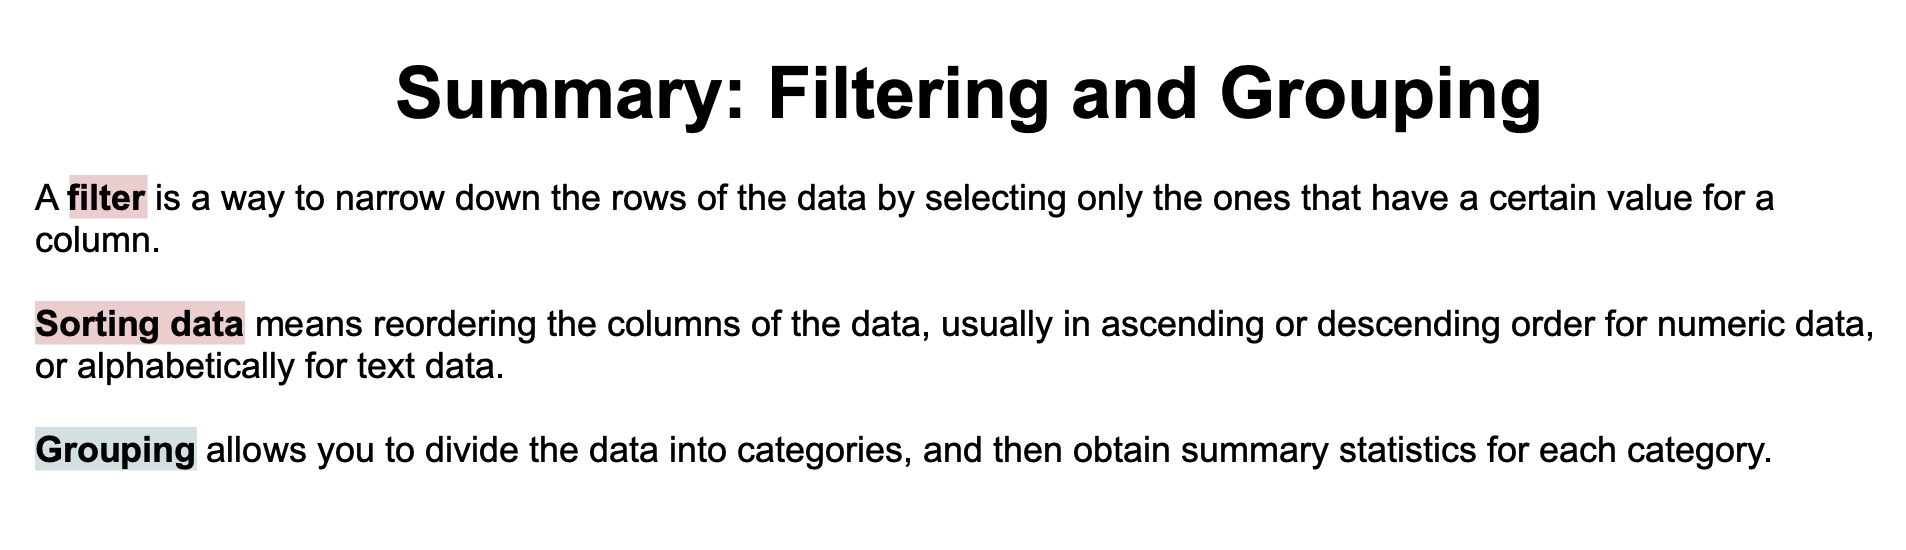 Summary: Filtering and Grouping
A filter is a way to narrow down the rows of the data by selecting only the ones that have a certain value for a
column.
Sorting data means reordering the columns of the data, usually in ascending or descending order for numeric data,
or alphabetically for text data.
Grouping allows you to divide the data into categories, and then obtain summary statistics for each category.